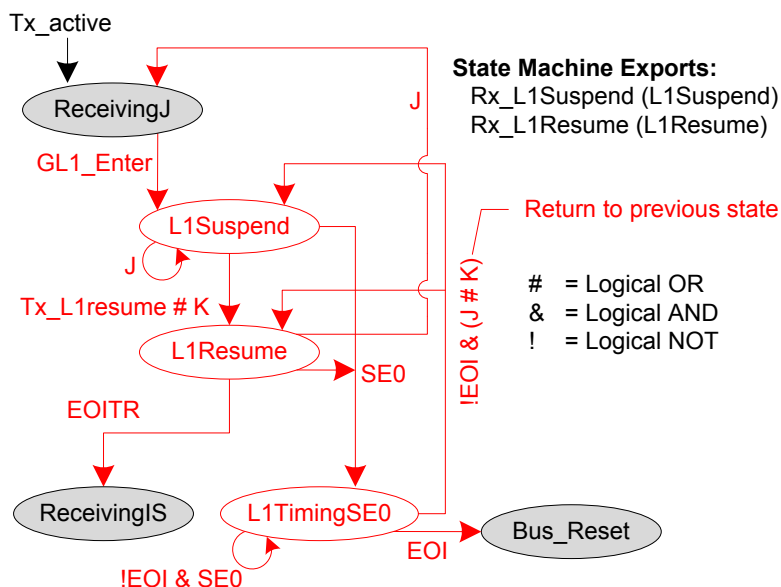 Tx_active
ReceivingJ
J
State Machine Exports:
Rx_L1Suspend (L1Suspend)
Rx_L1Resume (L1Resume)
GL1_Enter
L1Suspend
J
Return to previous state
!EOI & (J # K)
# = Logical OR
& = Logical AND
! = Logical NOT
Tx_L1resume # K
L1Resume
SE0
EOITR
ReceivingIS
L1TimingSE0
EOI
Bus_Reset
!EOI & SE0